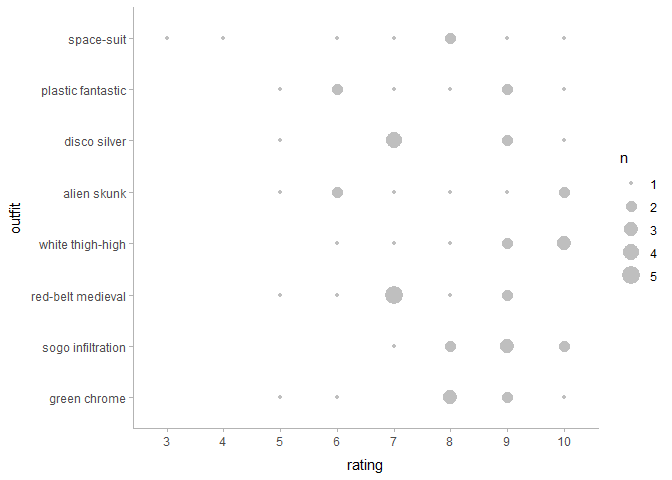 space-suit
plastic fantastic
disco silver
alien skunk
white thigh-high
red-belt medieval
sogo infiltration
green chrome
outfit
3 4 5 6 7 8 9 10
rating
n
1
2
3
4
5